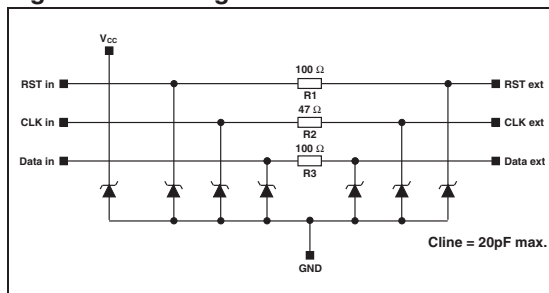 VCC
100 Ω
RST in
R1
RST ext
47 Ω
CLK in
R2
CLK ext
100 Ω
Data in
R3
Data ext
Cline = 20pF max.
GND